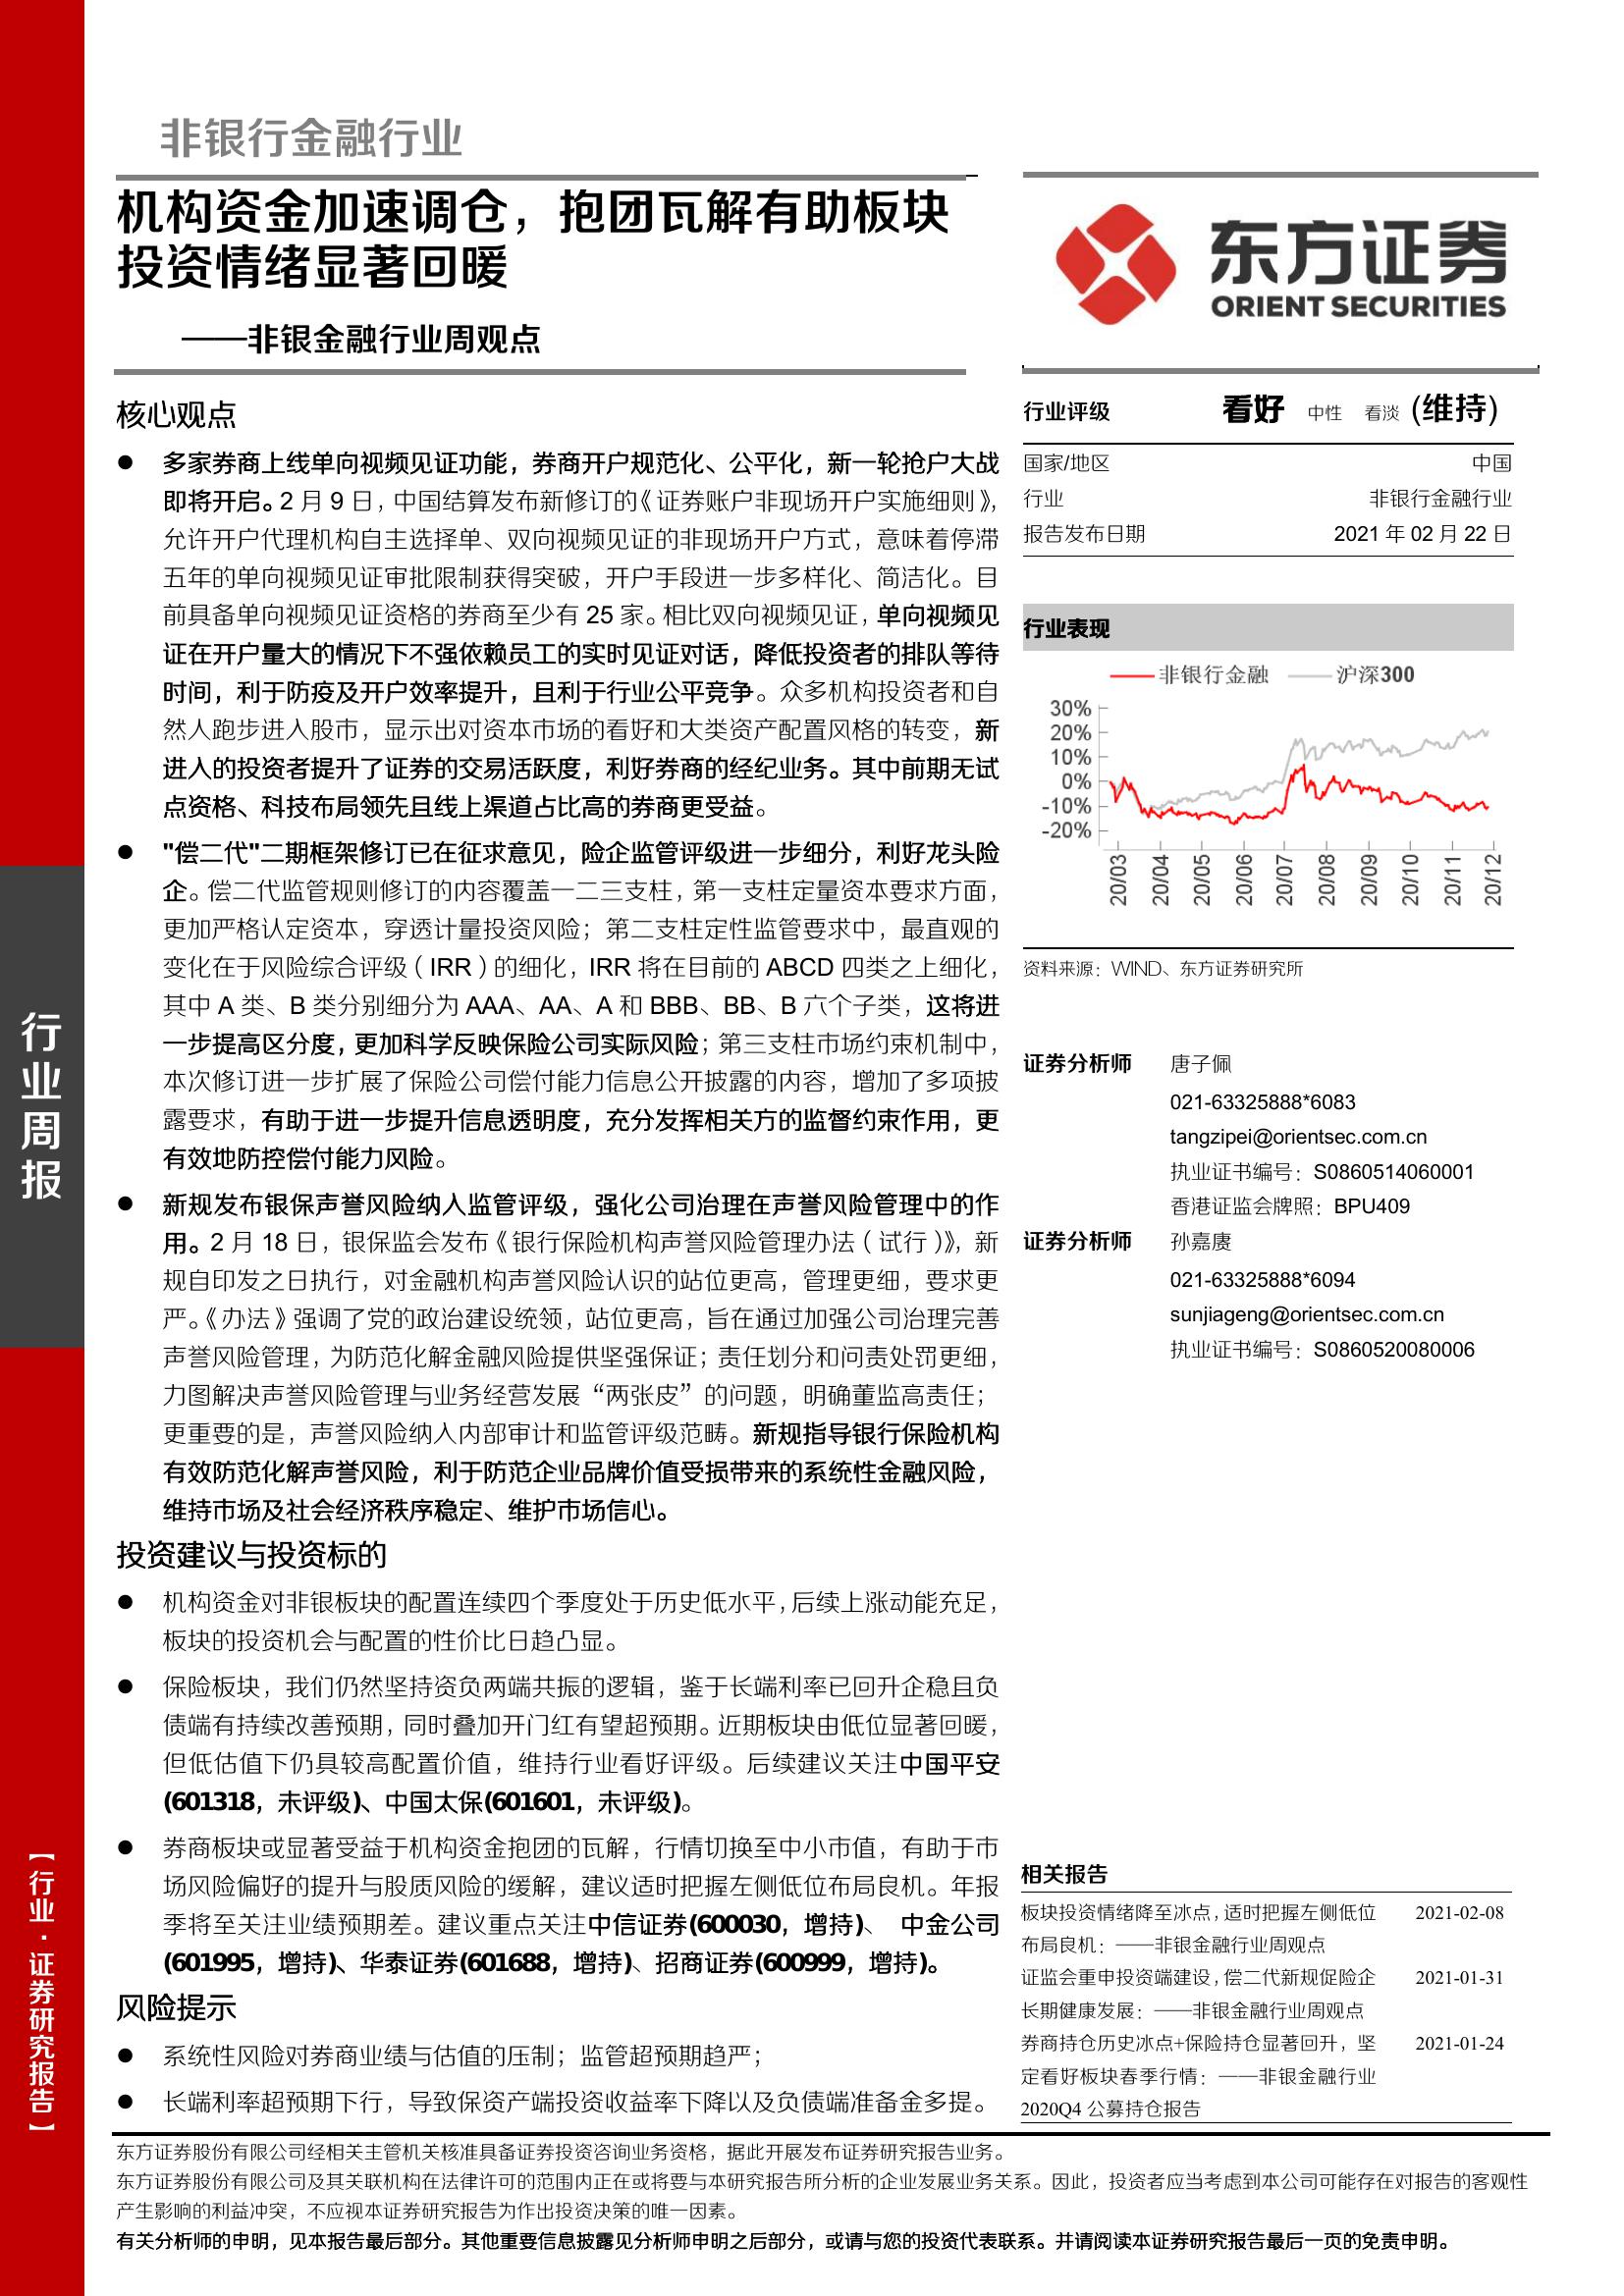 非银行金融行业
机构资金加速调仓，抱团瓦解有助板块
投资情绪显著回暖
——非银金融行业周观点
核心观点
● 多家券商上线单向视频见证功能，券商开户规范化、公平化，新一轮抢户大战
即将开启。2 月 9 日，中国结算发布新修订的《证券账户非现场开户实施细则》，
允许开户代理机构自主选择单、双向视频见证的非现场开户方式，意味着停滞
五年的单向视频见证审批限制获得突破，开户手段进一步多样化、简洁化。目
前具备单向视频见证资格的券商至少有 25 家。相比双向视频见证，单向视频见
证在开户量大的情况下不强依赖员工的实时见证对话，降低投资者的排队等待
时间，利于防疫及开户效率提升，且利于行业公平竞争。众多机构投资者和自
然人跑步进入股市，显示出对资本市场的看好和大类资产配置风格的转变，新
进入的投资者提升了证券的交易活跃度，利好券商的经纪业务。其中前期无试
点资格、科技布局领先且线上渠道占比高的券商更受益。
● "偿二代"二期框架修订已在征求意见，险企监管评级进一步细分，利好龙头险
企。偿二代监管规则修订的内容覆盖一二三支柱，第一支柱定量资本要求方面，
更加严格认定资本，穿透计量投资风险；第二支柱定性监管要求中，最直观的
变化在于风险综合评级（IRR）的细化，IRR 将在目前的 ABCD 四类之上细化，
其中 A 类、B 类分别细分为 AAA、AA、A 和 BBB、BB、B 六个子类，这将进
一步提高区分度，更加科学反映保险公司实际风险；第三支柱市场约束机制中，
本次修订进一步扩展了保险公司偿付能力信息公开披露的内容，增加了多项披
露要求，有助于进一步提升信息透明度，充分发挥相关方的监督约束作用，更
有效地防控偿付能力风险。
● 新规发布银保声誉风险纳入监管评级，强化公司治理在声誉风险管理中的作
用。2 月 18 日，银保监会发布《银行保险机构声誉风险管理办法（试行）》，新
规自印发之日执行，对金融机构声誉风险认识的站位更高，管理更细，要求更
严。《办法》强调了党的政治建设统领，站位更高，旨在通过加强公司治理完善
声誉风险管理，为防范化解金融风险提供坚强保证；责任划分和问责处罚更细，
力图解决声誉风险管理与业务经营发展“两张皮”的问题，明确董监高责任；
更重要的是，声誉风险纳入内部审计和监管评级范畴。新规指导银行保险机构
有效防范化解声誉风险，利于防范企业品牌价值受损带来的系统性金融风险，
维持市场及社会经济秩序稳定、维护市场信心。
投资建议与投资标的
● 机构资金对非银板块的配置连续四个季度处于历史低水平，后续上涨动能充足，
板块的投资机会与配置的性价比日趋凸显。
● 保险板块，我们仍然坚持资负两端共振的逻辑，鉴于长端利率已回升企稳且负
债端有持续改善预期，同时叠加开门红有望超预期。近期板块由低位显著回暖，
但低估值下仍具较高配置价值，维持行业看好评级。后续建议关注中国平安
(601318，未评级)、中国太保(601601，未评级)。
● 券商板块或显著受益于机构资金抱团的瓦解，行情切换至中小市值，有助于市
场风险偏好的提升与股质风险的缓解，建议适时把握左侧低位布局良机。年报
季将至关注业绩预期差。建议重点关注中信证券(600030，增持)、 中金公司
(601995，增持)、华泰证券(601688，增持)、招商证券(600999，增持)。
风险提示
● 系统性风险对券商业绩与估值的压制；监管超预期趋严；
● 长端利率超预期下行，导致保资产端投资收益率下降以及负债端准备金多提。
东方证券
ORIENT SECURITIES
行业评级 看好 中性 看淡 (维持)
国家/地区 中国
行业 非银行金融行业
报告发布日期 2021 年 02 月 22 日
行业表现
非银行金融 沪深300
30%
20%
10%
0%
-10%
-20%
20/03 20/04 20/05 20/06 20/07 20/08 20/09 20/10 20/11 20/12
资料来源：WIND、东方证券研究所
证券分析师 唐子佩
021-63325888*6083
tangzipei@orientsec.com.cn
执业证书编号：S0860514060001
香港证监会牌照：BPU409
证券分析师 孙嘉赓
021-63325888*6094
sunjiageng@orientsec.com.cn
执业证书编号：S0860520080006
相关报告
板块投资情绪降至冰点，适时把握左侧低位 2021-02-08
布局良机：——非银金融行业周观点
证监会重申投资端建设，偿二代新规促险企 2021-01-31
长期健康发展：——非银金融行业周观点
券商持仓历史冰点+保险持仓显著回升，坚 2021-01-24
定看好板块春季行情：——非银金融行业
2020Q4 公募持仓报告
行业周报
【行业·证券研究报告】
东方证券股份有限公司经相关主管机关核准具备证券投资咨询业务资格，据此开展发布证券研究报告业务。
东方证券股份有限公司及其关联机构在法律许可的范围内正在或将要与本研究报告所分析的企业发展业务关系。因此，投资者应当考虑到本公司可能存在对报告的客观性
产生影响的利益冲突，不应视本证券研究报告为作出投资决策的唯一因素。
有关分析师的申明，见本报告最后部分。其他重要信息披露见分析师申明之后部分，或请与您的投资代表联系。并请阅读本证券研究报告最后一页的免责申明。